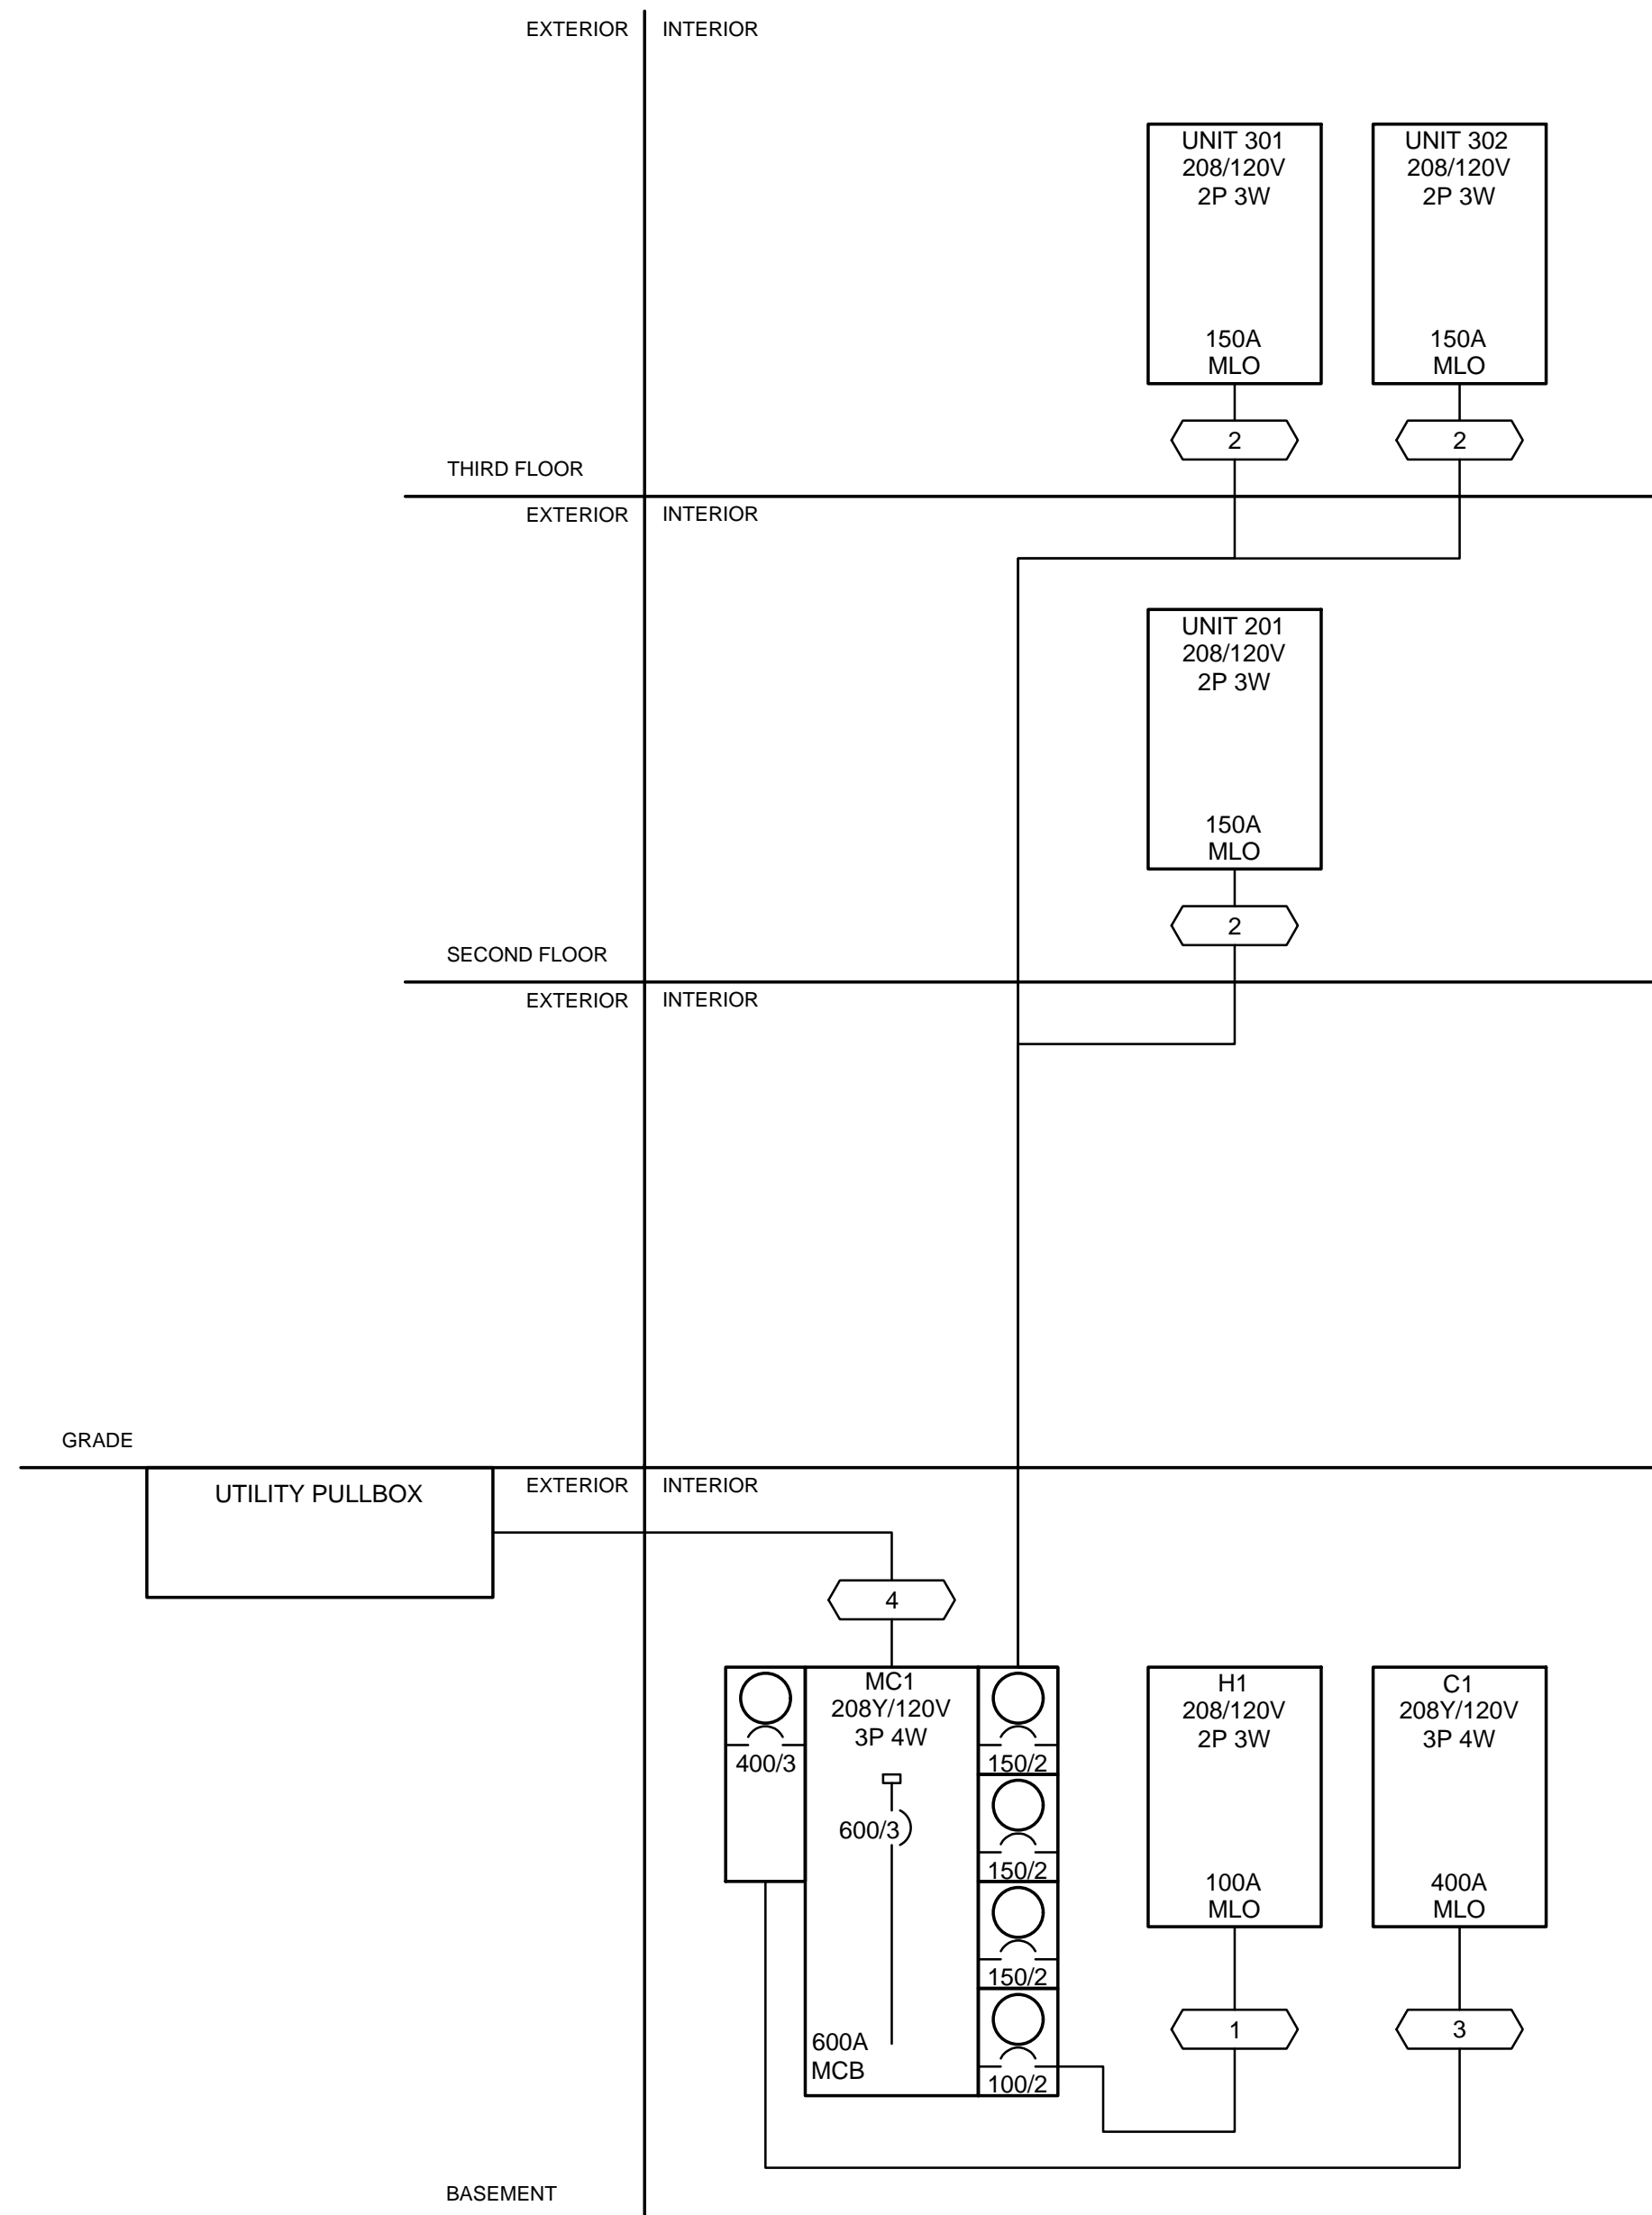 EXTERIOR
INTERIOR
UNIT 301
208/120V
2P 3W
150A
MLO
2
UNIT 302
208/120V
2P 3W
150A
MLO
2
THIRD FLOOR
EXTERIOR
INTERIOR
UNIT 201
208/120V
2P 3W
150A
MLO
2
SECOND FLOOR
EXTERIOR
INTERIOR
GRADE
UTILITY PULLBOX
EXTERIOR
INTERIOR
4
400/3
MC1
208Y/120V
3P 4W
600/3
600A
MCB
150/2
150/2
150/2
100/2
H1
208/120V
2P 3W
100A
MLO
1
C1
208Y/120V
3P 4W
400A
MLO
3
BASEMENT